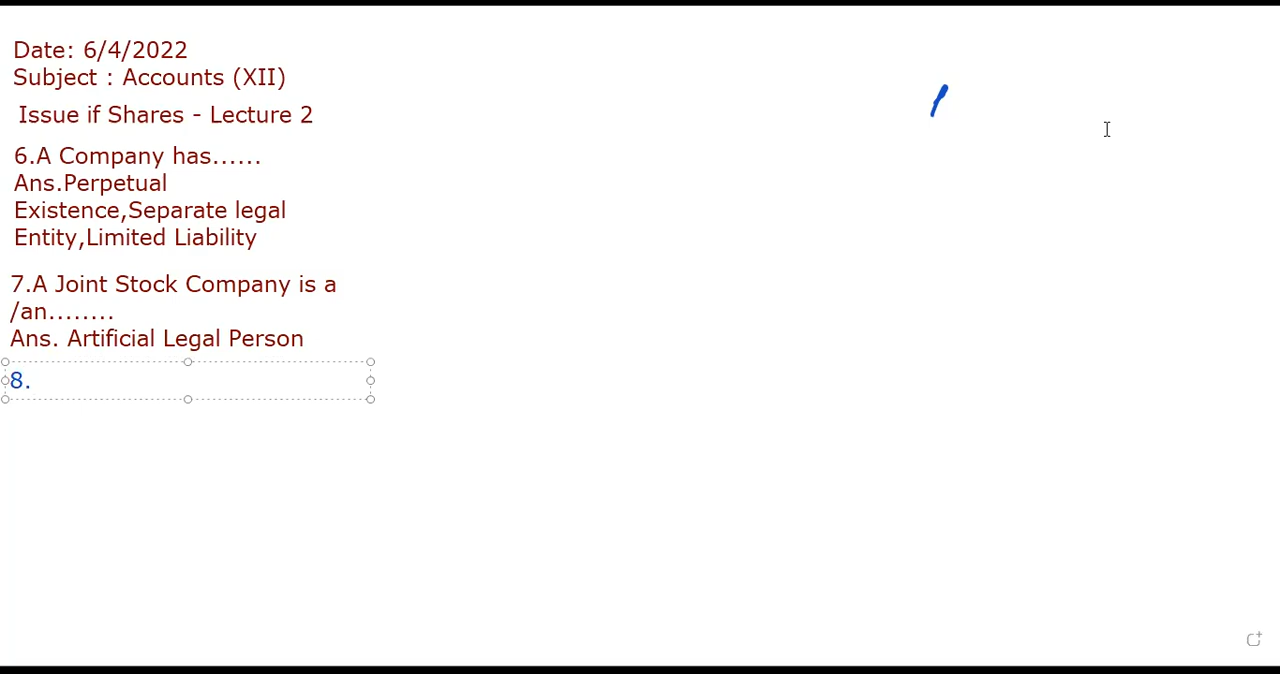 Date: 6/4/2022
Subject : Accounts (XII)
Issue if Shares - Lecture 2
6.A Company has......
Ans.Perpetual
Existence,Separate legal
Entity,Limited Liability
7.A Joint Stock Company is a
/an........
Ans. Artificial Legal Person
8.